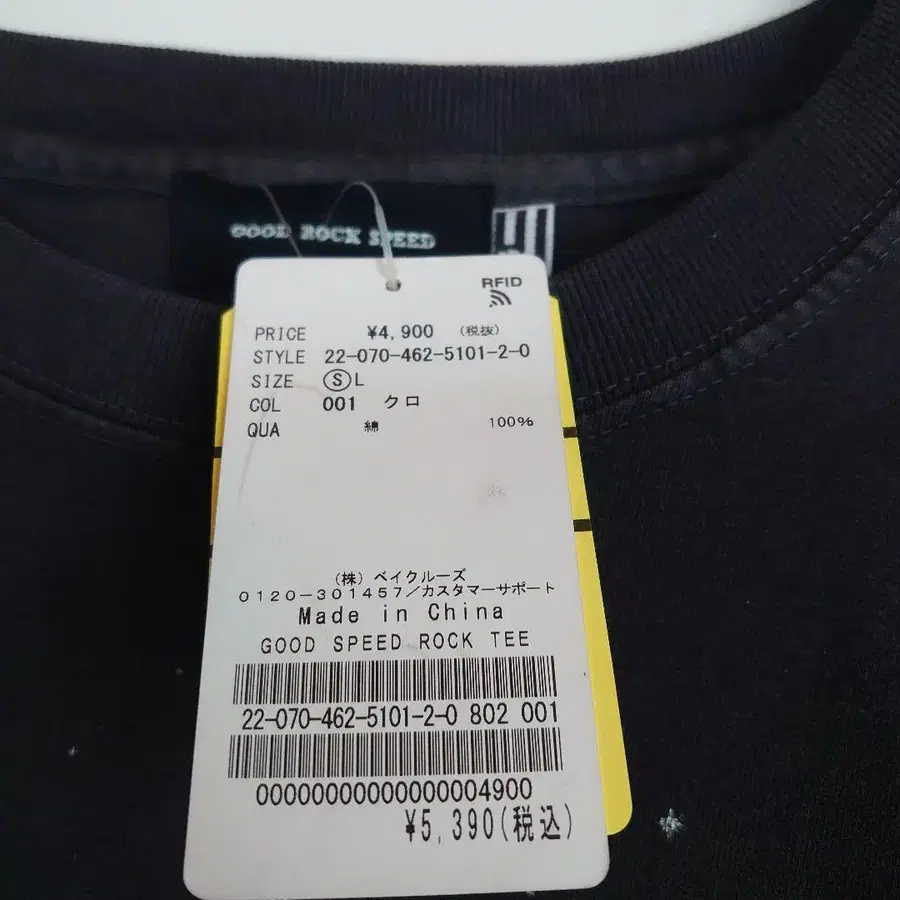 GOOD ROCK SPEED
RFID
PRICE ¥4,900 (税抜)
STYLE 22-070-462-5101-2-0
SIZE Ⓢ L
COL 001 クロ
QUA 綿 100%
(株) ベイクルーズ
0120-301457/カスタマーサポート
Made in China
GOOD SPEED ROCK TEE
22-070-462-5101-2-0 802 001
00000000000000004900
¥5,390(税込)